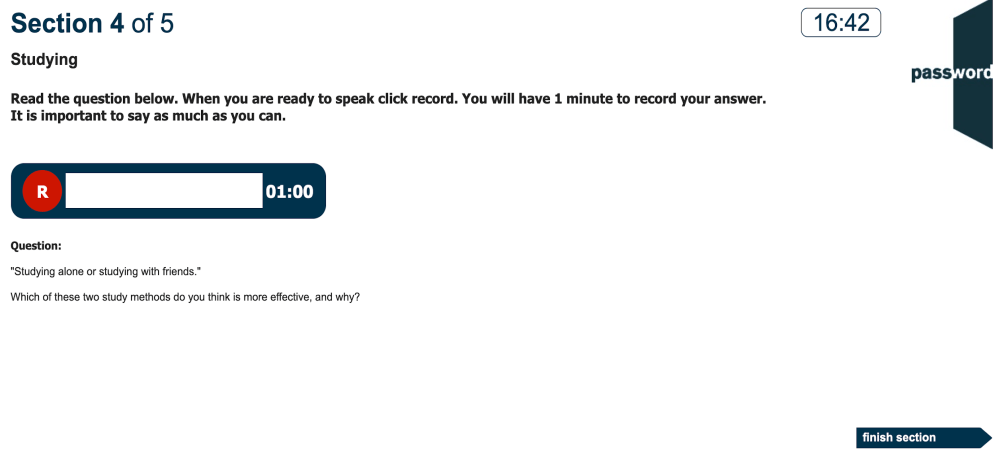 Section 4 of 5
16:42
password
Studying
Read the question below. When you are ready to speak click record. You will have 1 minute to record your answer.
It is important to say as much as you can.
R
01:00
Question:
"Studying alone or studying with friends."
Which of these two study methods do you think is more effective, and why?
finish section